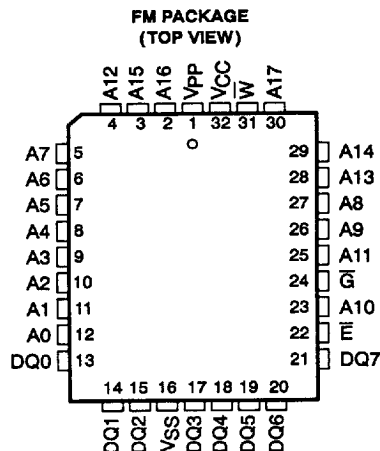 FM PACKAGE
(TOP VIEW)
A12 A15 A16 VPP VCC W̅ A17
4 3 2 1 32 31 30
A7 5 29 A14
A6 6 28 A13
A5 7 27 A8
A4 8 26 A9
A3 9 25 A11
A2 10 24 G̅
A1 11 23 A10
A0 12 22 E̅
DQ0 13 21 DQ7
14 15 16 17 18 19 20
DQ1 DQ2 VSS DQ3 DQ4 DQ5 DQ6